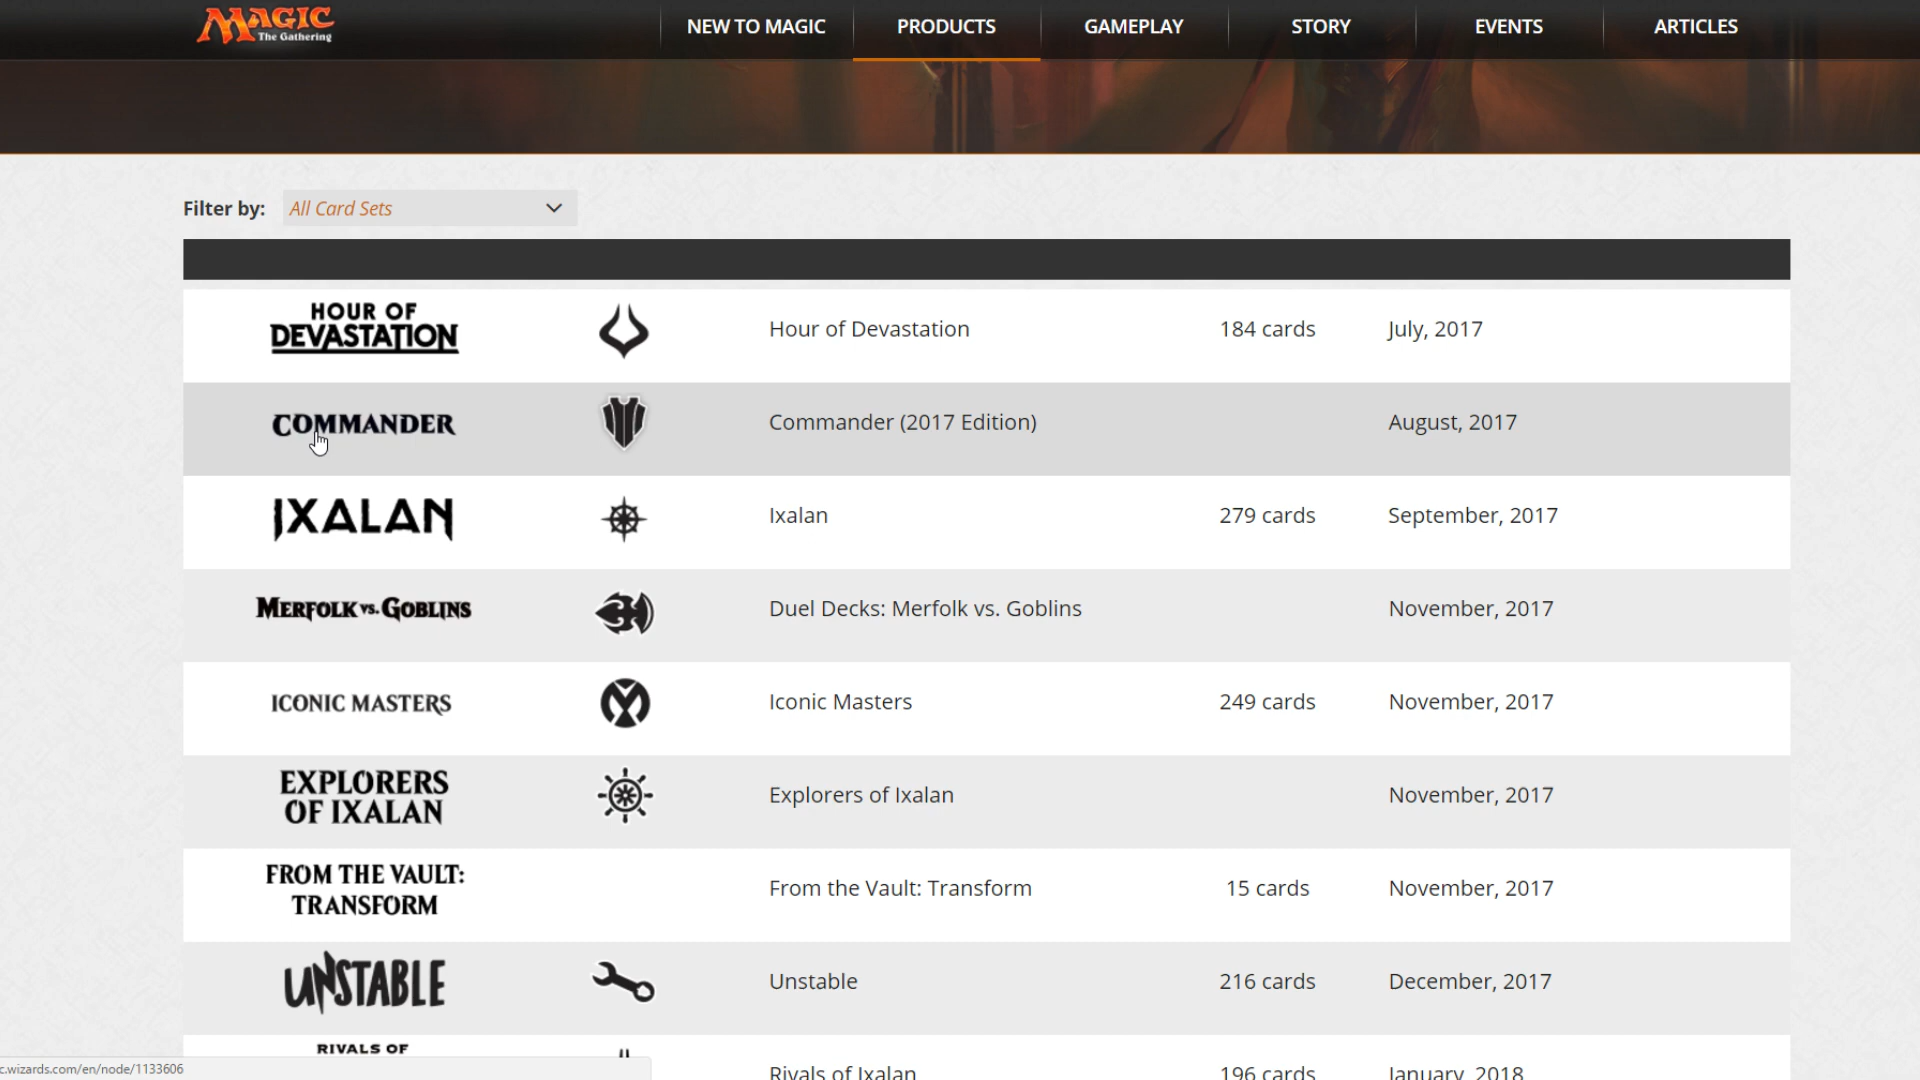 MAGIC
The Gathering
NEW TO MAGIC
PRODUCTS
GAMEPLAY
STORY
EVENTS
ARTICLES
Filter by: All Card Sets
HOUR OF
DEVASTATION
Hour of Devastation 184 cards July, 2017
COMMANDER
Commander (2017 Edition) August, 2017
IXALAN
Ixalan 279 cards September, 2017
MERFOLK VS. GOBLINS
Duel Decks: Merfolk vs. Goblins November, 2017
ICONIC MASTERS
Iconic Masters 249 cards November, 2017
EXPLORERS
OF IXALAN
Explorers of Ixalan November, 2017
FROM THE VAULT:
TRANSFORM
From the Vault: Transform 15 cards November, 2017
UNSTABLE
Unstable 216 cards December, 2017
RIVALS OF
Rivals of Ixalan 196 cards January, 2018
c.wizards.com/en/node/1133606